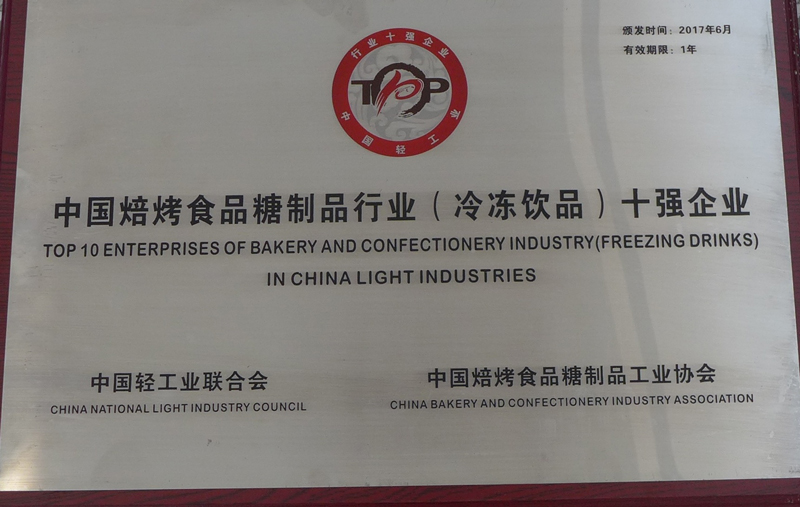 颁发时间：2017年6月
有效期限：1年
行业十强企业
TOP
中国轻工业
中国焙烤食品糖制品行业（冷冻饮品）十强企业
TOP 10 ENTERPRISES OF BAKERY AND CONFECTIONERY INDUSTRY(FREEZING DRINKS)
IN CHINA LIGHT INDUSTRIES
中国轻工业联合会
CHINA NATIONAL LIGHT INDUSTRY COUNCIL
中国焙烤食品糖制品工业协会
CHINA BAKERY AND CONFECTIONERY INDUSTRY ASSOCIATION